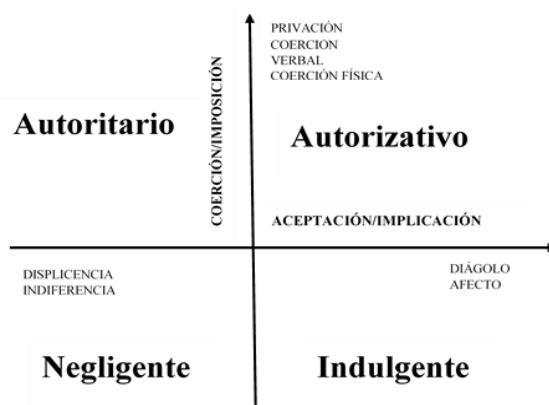 PRIVACIÓN
COERCION
VERBAL
COERCIÓN FÍSICA
COERCIÓN/IMPOSICIÓN
Autoritario
Autorizativo
ACEPTACIÓN/IMPLICACIÓN
DISPLICENCIA
INDIFERENCIA
DIÁGOLO
AFECTO
Negligente
Indulgente